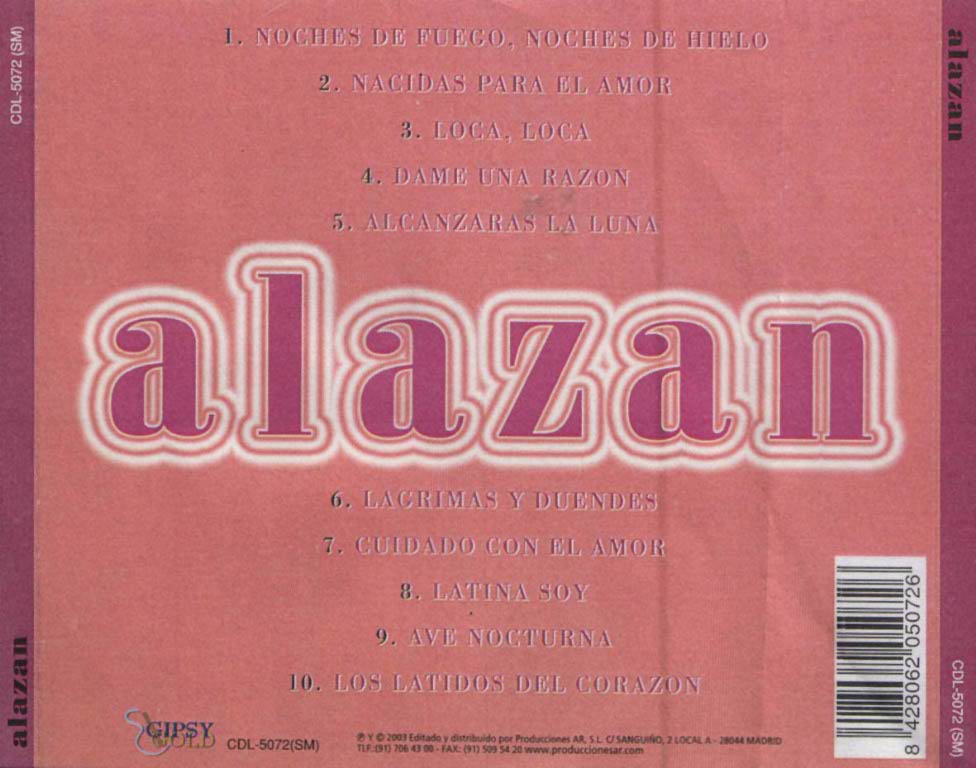 CDL-5072 (SM)
alazan
1. NOCHES DE FUEGO, NOCHES DE HIELO
2. NACIDAS PARA EL AMOR
3. LOCA, LOCA
4. DAME UNA RAZON
5. ALCANZARAS LA LUNA
alazan
6. LAGRIMAS Y DUENDES
7. CUIDADO CON EL AMOR
8. LATINA SOY
9. AVE NOCTURNA
10. LOS LATIDOS DEL CORAZON
alazan
GIPSY
GOLD
CDL-5072(SM)
℗ Y © 2003 Editado y distribuido por Producciones AR, S.L. C/ SANGUIÑO, 2 LOCAL A - 28044 MADRID
TLF.:(91) 706 43 00 - FAX: (91) 509 54 20 www.produccionesar.com
8 428062 050726
CDL-5072 (SM)